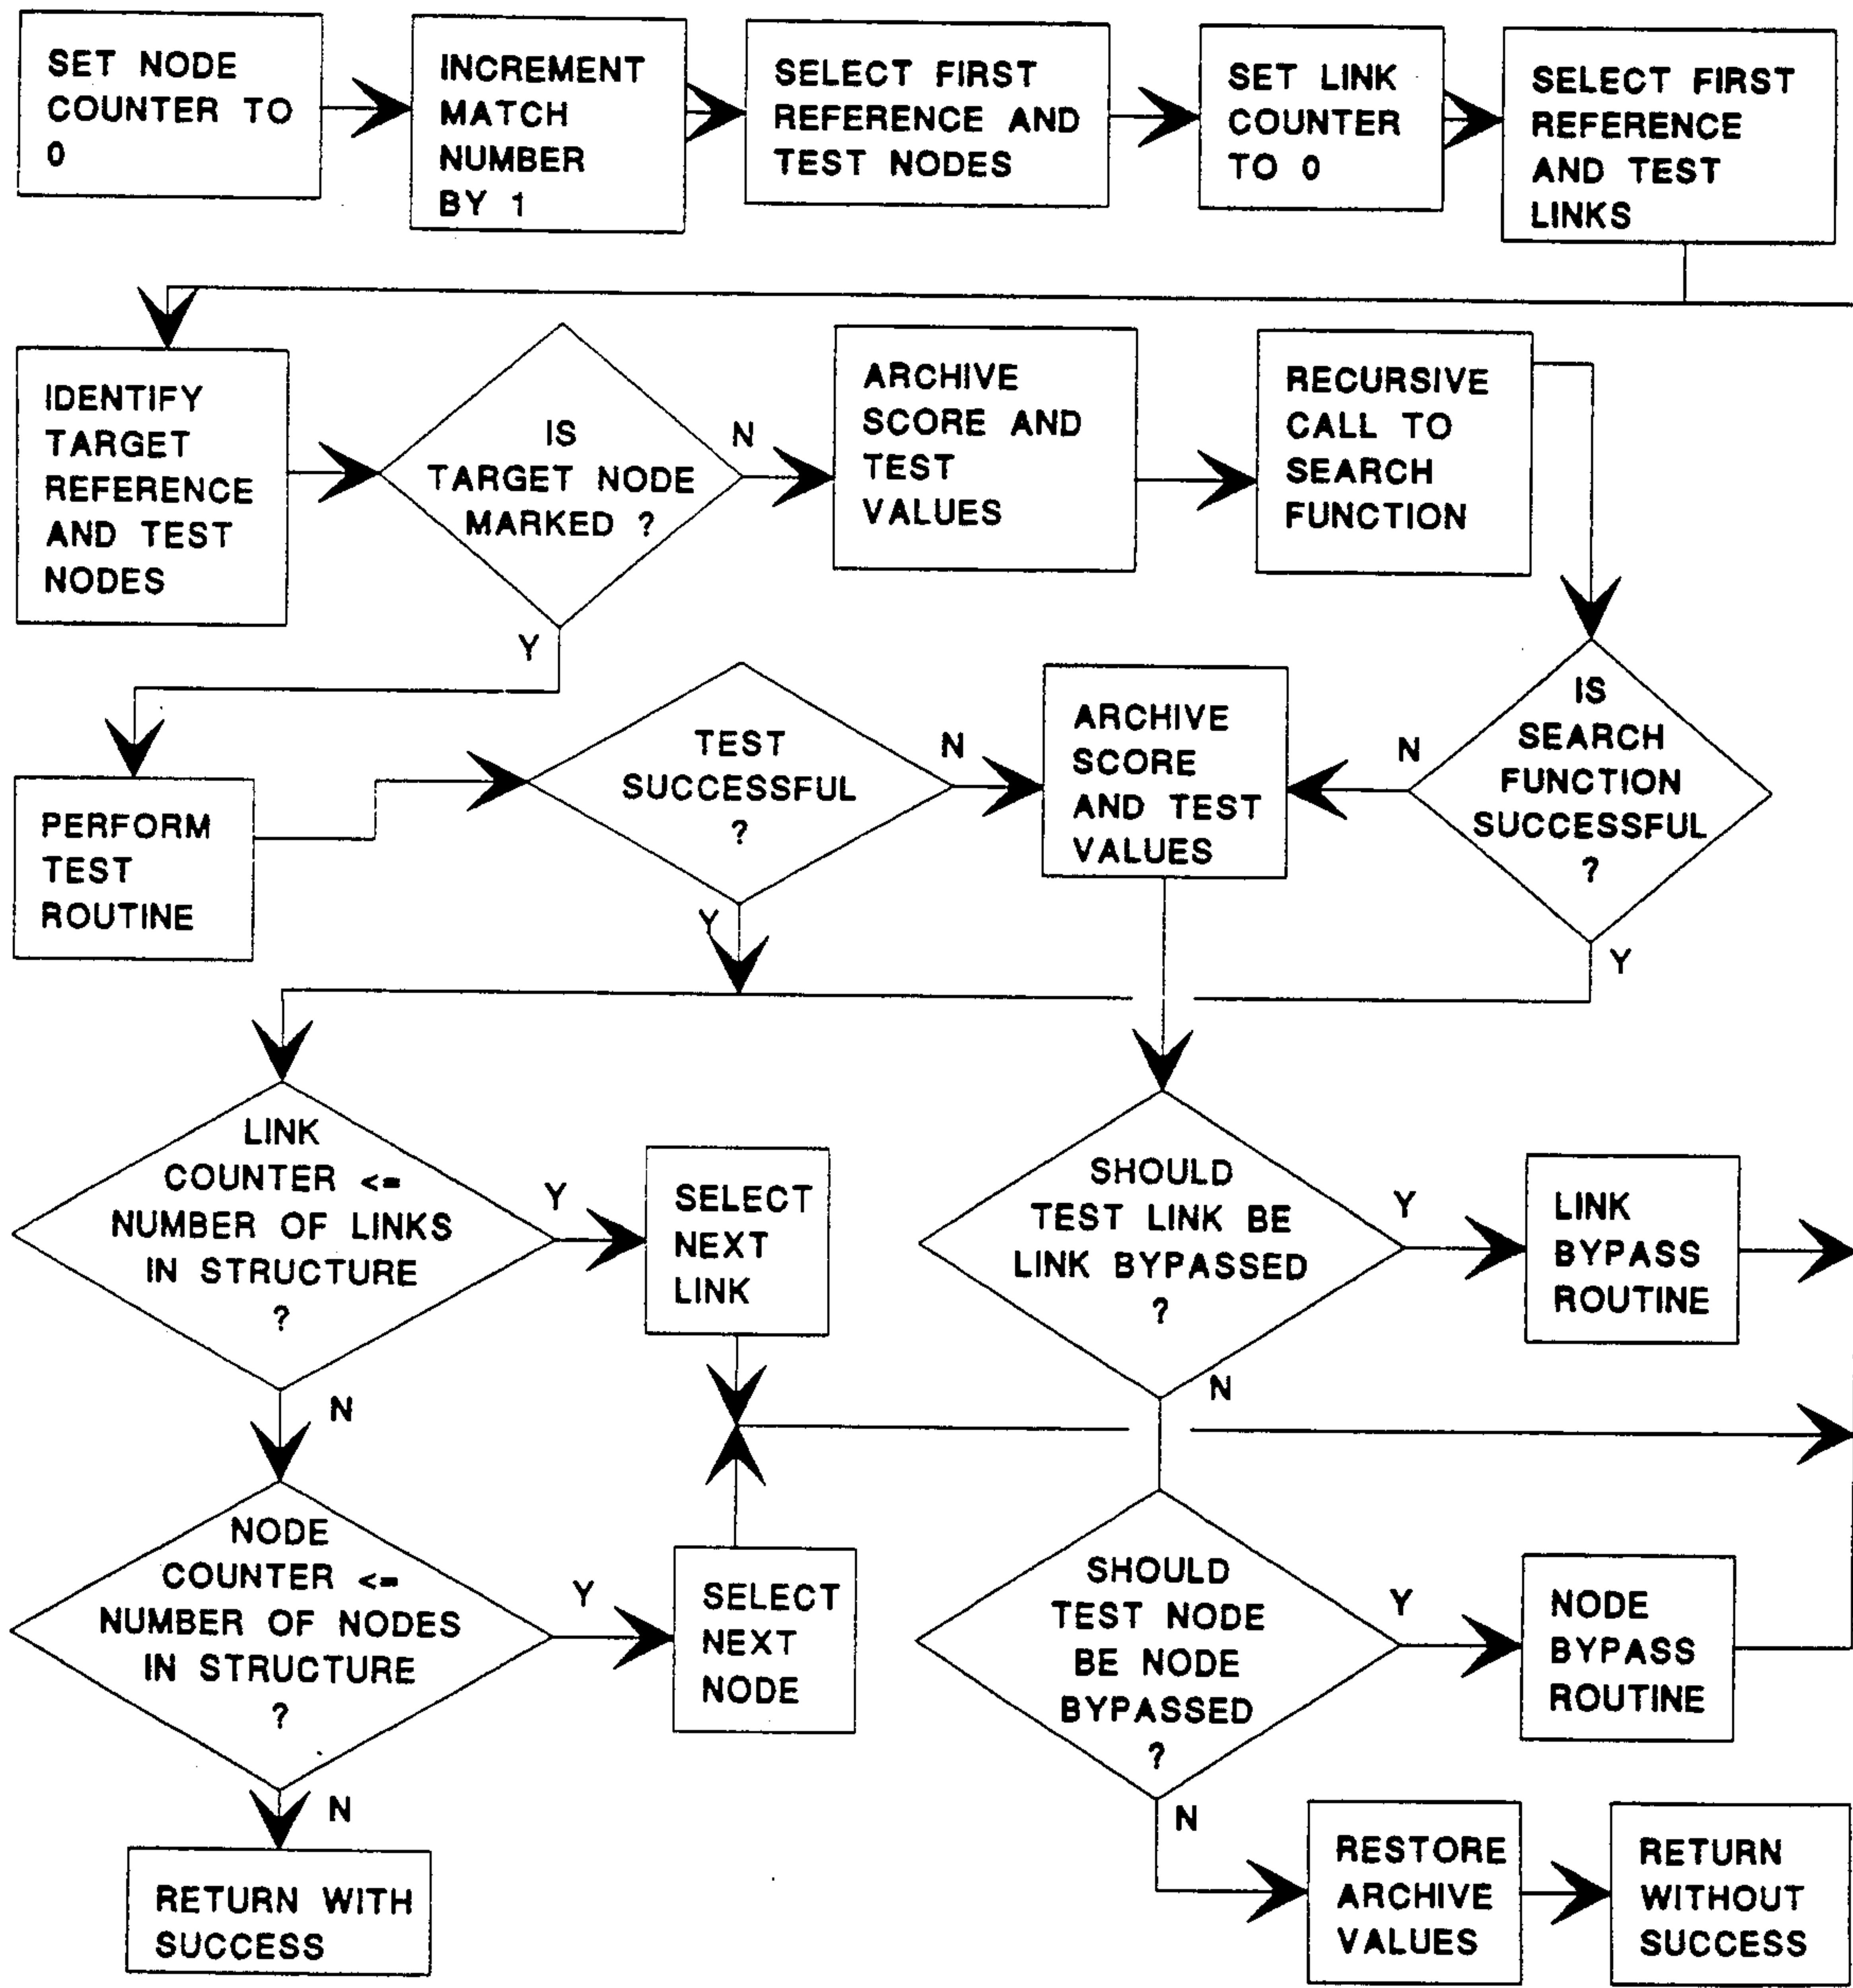 SET NODE
COUNTER TO
0
INCREMENT
MATCH
NUMBER
BY 1
SELECT FIRST
REFERENCE AND
TEST NODES
SET LINK
COUNTER
TO 0
SELECT FIRST
REFERENCE
AND TEST
LINKS
IDENTIFY
TARGET
REFERENCE
AND TEST
NODES
IS
TARGET NODE
MARKED ?
N
Y
ARCHIVE
SCORE AND
TEST
VALUES
RECURSIVE
CALL TO
SEARCH
FUNCTION
PERFORM
TEST
ROUTINE
TEST
SUCCESSFUL
?
N
Y
ARCHIVE
SCORE
AND TEST
VALUES
N
IS
SEARCH
FUNCTION
SUCCESSFUL
?
Y
LINK
COUNTER <=
NUMBER OF LINKS
IN STRUCTURE
?
Y
N
SELECT
NEXT
LINK
SHOULD
TEST LINK BE
LINK BYPASSED
?
Y
N
LINK
BYPASS
ROUTINE
NODE
COUNTER <=
NUMBER OF NODES
IN STRUCTURE
?
Y
N
SELECT
NEXT
NODE
SHOULD
TEST NODE
BE NODE
BYPASSED
?
Y
N
NODE
BYPASS
ROUTINE
RETURN WITH
SUCCESS
RESTORE
ARCHIVE
VALUES
RETURN
WITHOUT
SUCCESS